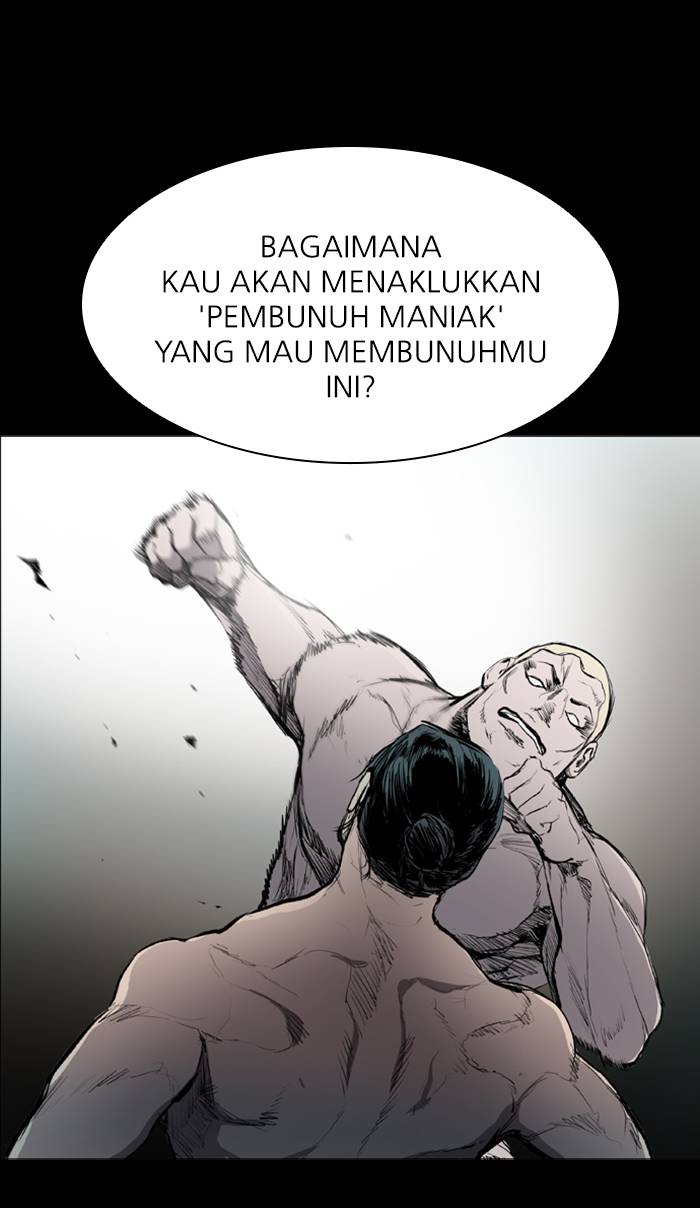 BAGAIMANA
KAU AKAN MENAKLUKKAN
'PEMBUNUH MANIAK'
YANG MAU MEMBUNUHMU
INI?